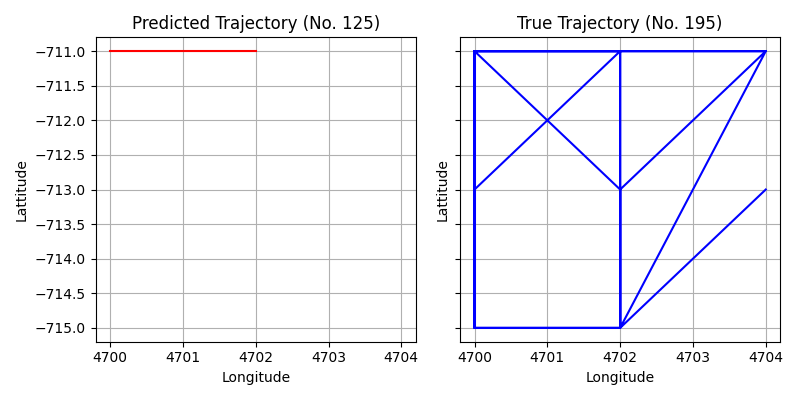 Predicted Trajectory (No. 125)
True Trajectory (No. 195)
Lattitude
−711.0
−711.5
−712.0
−712.5
−713.0
−713.5
−714.0
−714.5
−715.0
4700 4701 4702 4703 4704
Longitude
Lattitude
4700 4701 4702 4703 4704
Longitude